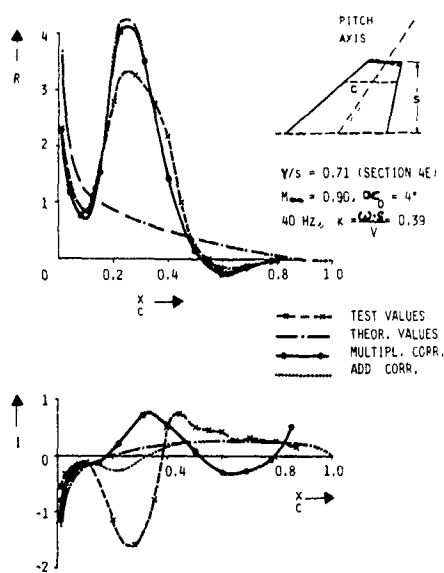 PITCH
AXIS
C
S
4
3
2
1
0
R
0.2
0.4
0.6
0.8
1.0
X
C
Y/s = 0.71 (SECTION 4E)
M∞ = 0.90, α₀ = 4°
40 Hz, κ = ω·s/V = 0.39
TEST VALUES
THEOR. VALUES
MULTIPL. CORR.
ADD CORR.
1
0
-1
-2
I
0.4
0.6
0.8
1.0
X
C